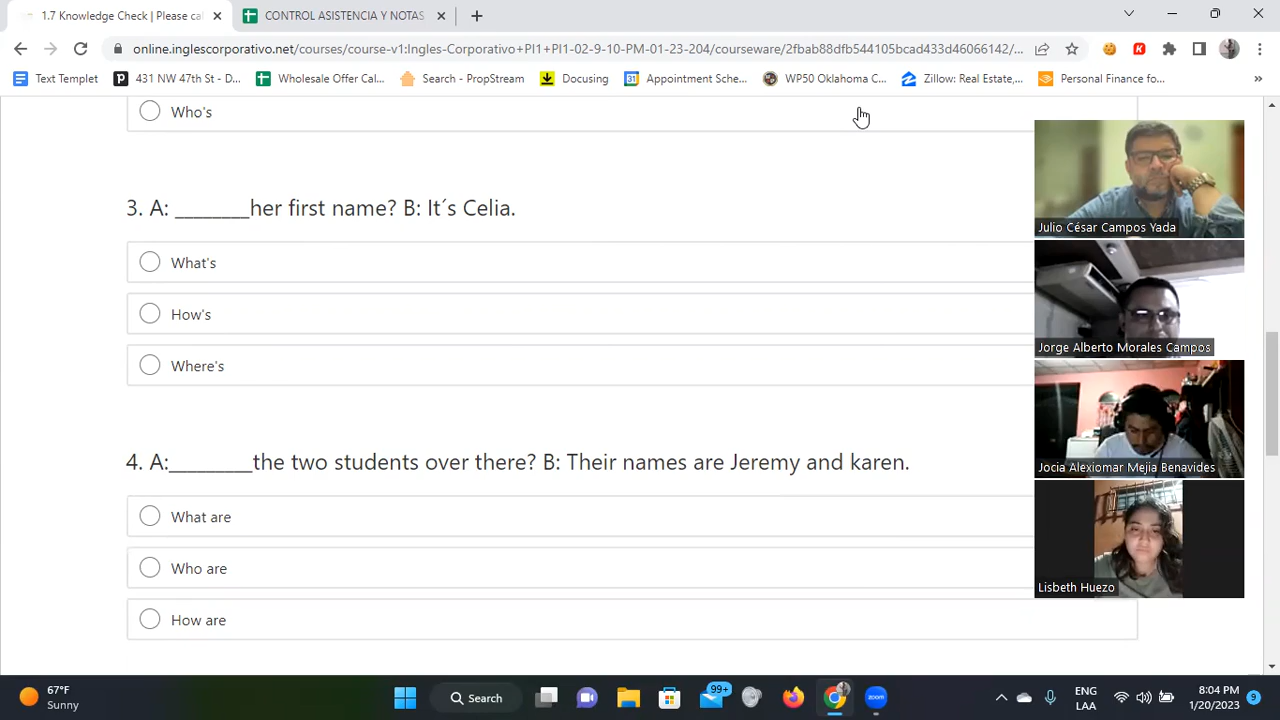 1.7 Knowledge Check | Please cal
CONTROL ASISTENCIA Y NOTAS
online.inglescorporativo.net/courses/course-v1:Ingles-Corporativo+PI1+PI1-02-9-10-PM-01-23-204/courseware/2fbab88dfb544105bcad433d46066142/...
Text Templet
431 NW 47th St - D...
Wholesale Offer Cal...
Search - PropStream
Docusing
Appointment Sche...
WP50 Oklahoma C...
Zillow: Real Estate,...
Personal Finance fo...
»
Who's
3. A: ________her first name? B: It´s Celia.
What's
How's
Where's
4. A:_________the two students over there? B: Their names are Jeremy and karen.
What are
Who are
How are
Julio César Campos Yada
Jorge Alberto Morales Campos
Jocia Alexiomar Mejia Benavides
Lisbeth Huezo
67°F
Sunny
Search
99+
zoom
ENG
LAA
8:04 PM
1/20/2023
9